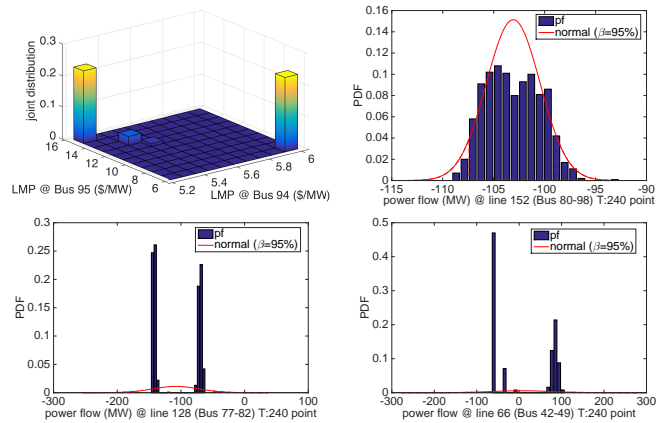 joint distribution
0.3
0.2
0.1
0
16
14
12
10
8
6
LMP @ Bus 95 ($/MW)
5.2
5.4
5.6
5.8
6
LMP @ Bus 94 ($/MW)
PDF
0.16
0.14
0.12
0.1
0.08
0.06
0.04
0.02
0
pf
normal (β=95%)
-115 -110 -105 -100 -95 -90
power flow (MW) @ line 152 (Bus 80-98) T:240 point
PDF
0.3
0.25
0.2
0.15
0.1
0.05
0
pf
normal (β=95%)
-300 -200 -100 0 100
power flow (MW) @ line 128 (Bus 77-82) T:240 point
PDF
0.5
0.4
0.3
0.2
0.1
0
pf
normal (β=95%)
-300 -200 -100 0 100 200 300
power flow @ line 66 (Bus 42-49) T:240 point